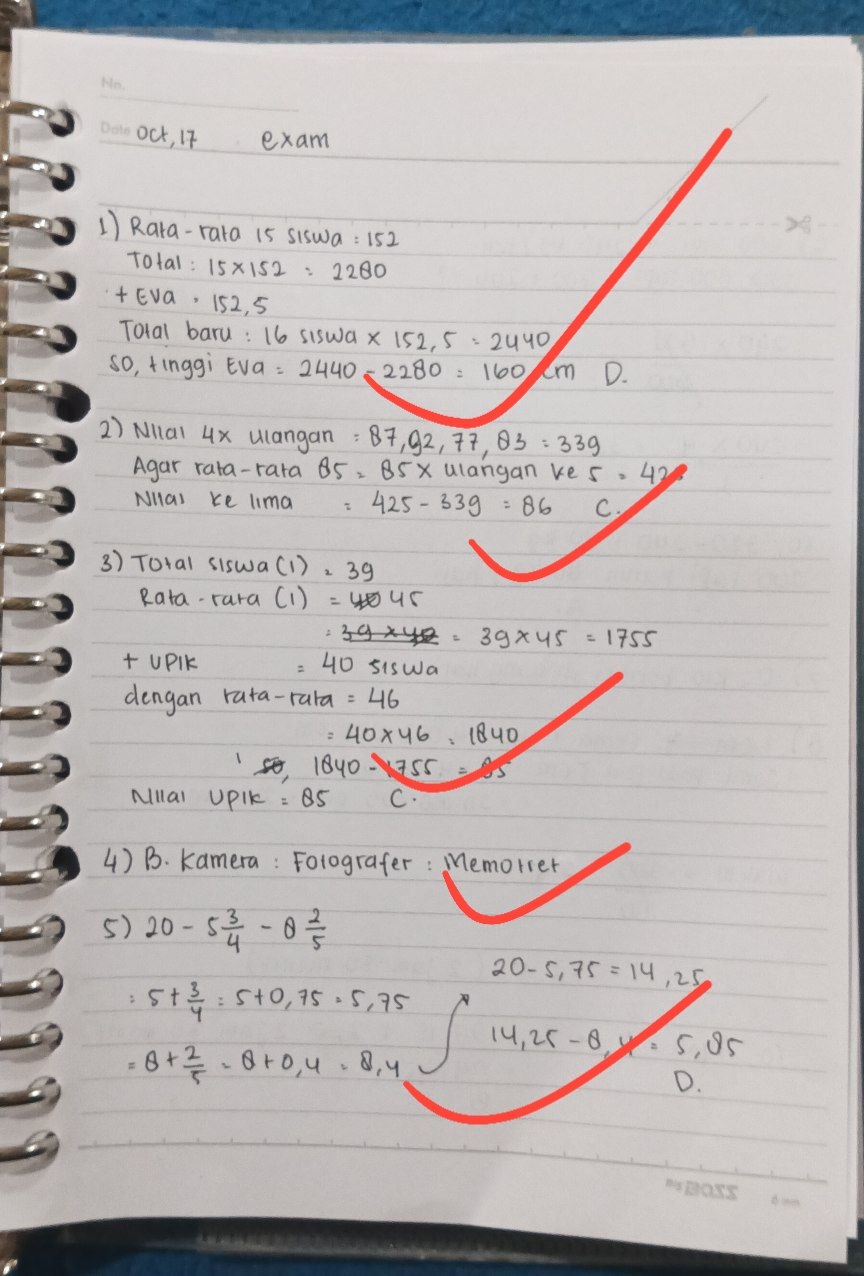 No.
Date Oct, 17 exam
1) Rata-rata 15 siswa : 152
Total : 15 x 152 = 2280
+ Eva = 152,5
Total baru : 16 siswa x 152,5 = 2440
so, tinggi Eva = 2440 - 2280 = 160 cm D.
2) Nilai 4x ulangan = 87, 92, 77, 83 = 339
Agar rata-rata 85 = 85 x ulangan ke 5 = 425
Nilai ke lima = 425 - 339 = 86 C.
3) Total siswa (1) = 39
Rata-rata (1) = 40 45
= 39 x 40 = 39 x 45 = 1755
+ UPIK = 40 siswa
dengan rata-rata = 46
= 40 x 46 = 1840
so, 1840 - 1755 = 85
Nilai UPIK = 85 C.
4) B. Kamera : Fotografer : Memotret
5) 20 - 5 3/4 - 8 2/5
= 5 + 3/4 = 5 + 0,75 = 5,75
= 8 + 2/5 = 8 + 0,4 = 8,4
20 - 5,75 = 14,25
14,25 - 8,4 = 5,85
D.